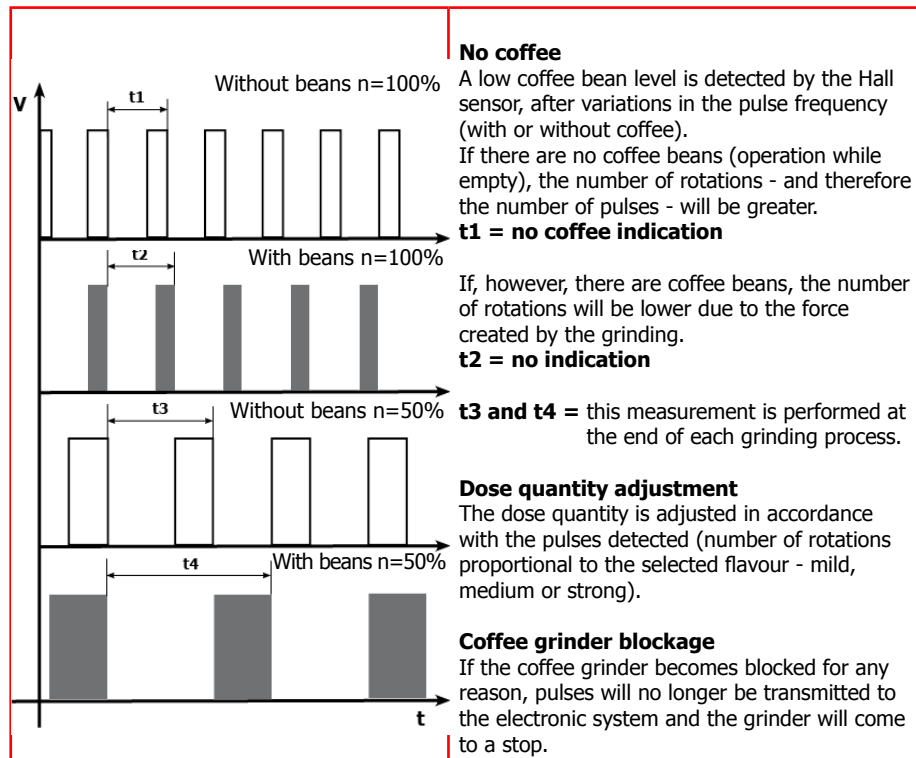 Without beans n=100%
V
t1
With beans n=100%
t2
Without beans n=50%
t3
With beans n=50%
t4
t
No coffee
A low coffee bean level is detected by the Hall
sensor, after variations in the pulse frequency
(with or without coffee).
If there are no coffee beans (operation while
empty), the number of rotations - and therefore
the number of pulses - will be greater.
t1 = no coffee indication
If, however, there are coffee beans, the number
of rotations will be lower due to the force
created by the grinding.
t2 = no indication
t3 and t4 = this measurement is performed at
the end of each grinding process.
Dose quantity adjustment
The dose quantity is adjusted in accordance
with the pulses detected (number of rotations
proportional to the selected flavour - mild,
medium or strong).
Coffee grinder blockage
If the coffee grinder becomes blocked for any
reason, pulses will no longer be transmitted to
the electronic system and the grinder will come
to a stop.